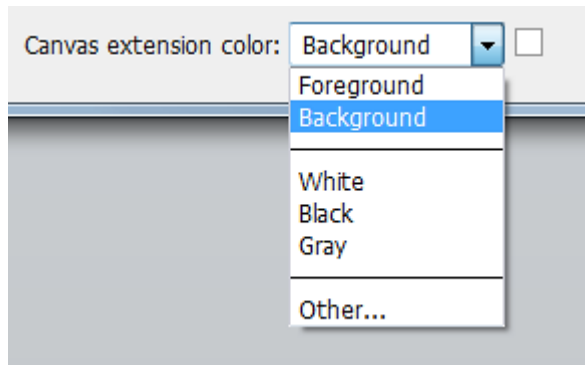 Canvas extension color: Background
Foreground
Background
White
Black
Gray
Other...